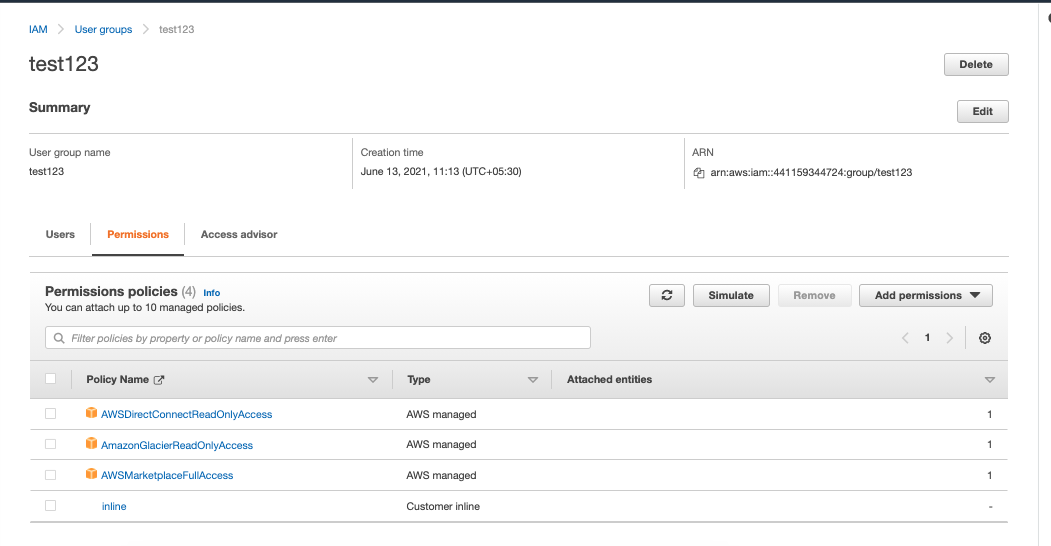 IAM > User groups > test123
test123
Delete
Summary
Edit
User group name
test123
Creation time
June 13, 2021, 11:13 (UTC+05:30)
ARN
arn:aws:iam::441159344724:group/test123
Users
Permissions
Access advisor
Permissions policies (4) Info
You can attach up to 10 managed policies.
Simulate
Remove
Add permissions
Filter policies by property or policy name and press enter
1
Policy Name Type Attached entities
AWSDirectConnectReadOnlyAccess AWS managed 1
AmazonGlacierReadOnlyAccess AWS managed 1
AWSMarketplaceFullAccess AWS managed 1
inline Customer inline -